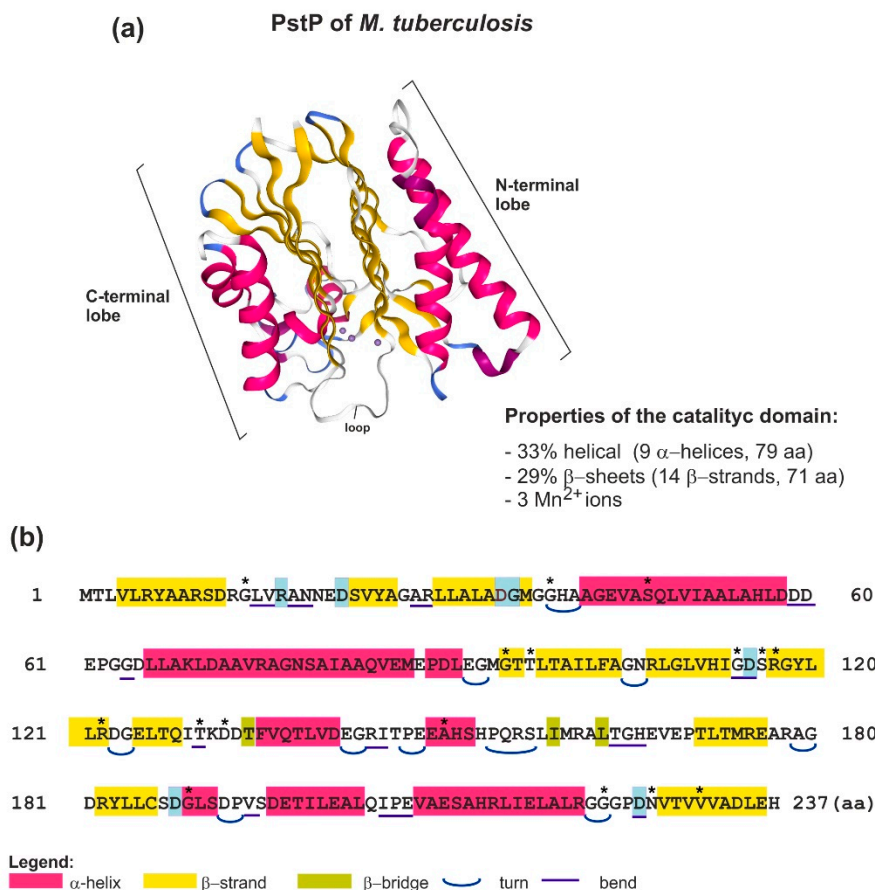 (a)
PstP of M. tuberculosis
N-terminal
lobe
C-terminal
lobe
loop
Properties of the catalityc domain:
- 33% helical (9 α–helices, 79 aa)
- 29% β–sheets (14 β–strands, 71 aa)
- 3 Mn²⁺ ions
(b)
* *
1 MTLVLRYAARSDRGLVRANNEDSVYAGARLLALADGMGGHAAGEVASQLVIAALAHLDDD 60
* * * * *
61 EPGGDLLAKLDAAVRAGNSAIAAQVEMEPDLEGMGTTLTAILFAGNRLGLVHIGDSRGYL 120
* * * *
121 LRDGELTQITKDDTFVQTLVDEGRITPEEAHSHPQRSLIMRALTGHEVEPTLTMREARAG 180
* * * *
181 DRYLLCSDGLSDPVSDETILEALQIPEVAESAHRLIELALRGGGPDNVTVVVADLEH 237(aa)
Legend:
α-helix β–strand β–bridge turn bend